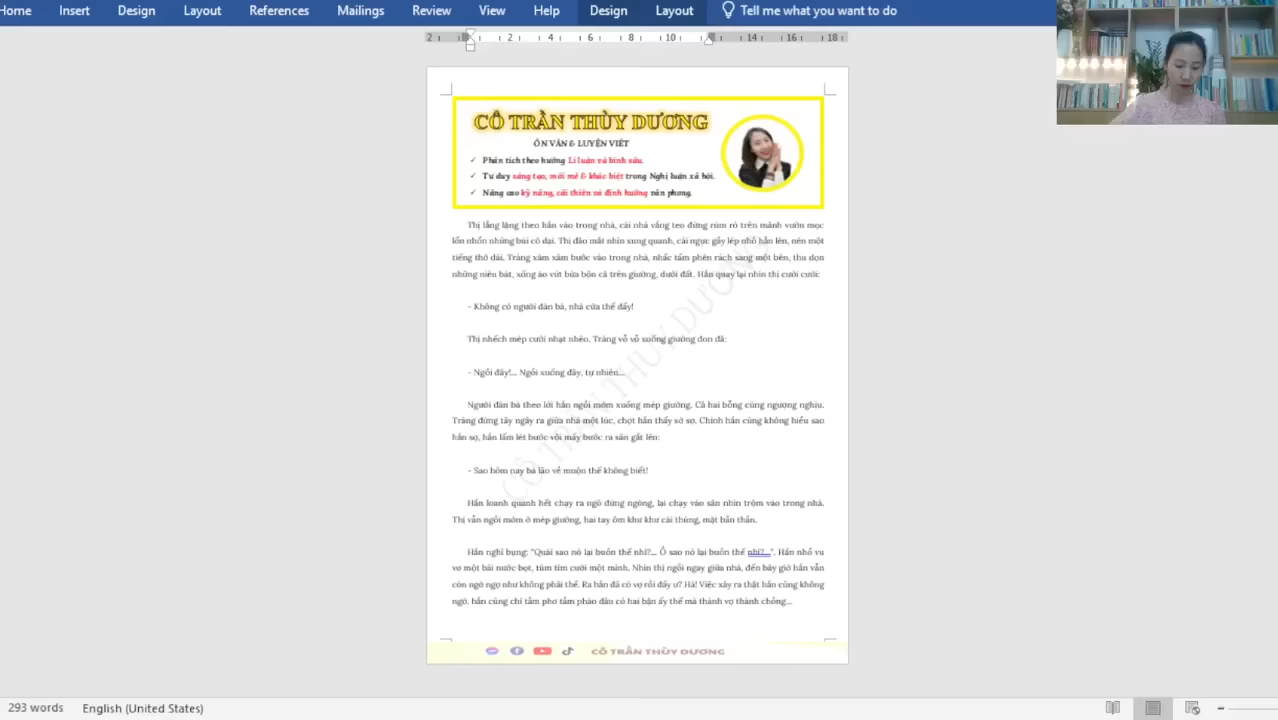 Home Insert Design Layout References Mailings Review View Help Design Layout Tell me what you want to do
2 2 4 6 8 10 14 16 18
CÔ TRẦN THÙY DƯƠNG
ÔN VĂN & LUYỆN VIẾT
✓ Phân tích theo hướng Lí luận và bình sâu.
✓ Tư duy sáng tạo, mới mẻ & khác biệt trong Nghị luận xã hội.
✓ Nâng cao kỹ năng, cải thiện và định hướng văn phong.
Thị lẳng lặng theo hắn vào trong nhà, cái nhà vắng teo đứng rúm ró trên mảnh vườn mọc
lổn nhổn những búi cỏ dại. Thị đảo mắt nhìn xung quanh, cái ngực gầy lép nhô hẳn lên, nén một
tiếng thở dài. Tràng xăm xăm bước vào trong nhà, nhấc tấm phên rách sang một bên, thu dọn
những niêu bát, xống áo vứt bừa bộn cả trên giường, dưới đất. Hắn quay lại nhìn thị cười cười:
- Không có người đàn bà, nhà cửa thế đấy!
Thị nhếch mép cười nhạt nhẽo. Tràng vỗ vỗ xuống giường đon đả:
- Ngồi đây!... Ngồi xuống đây, tự nhiên...
Người đàn bà theo lời hắn ngồi mớm xuống mép giường. Cả hai bỗng cùng ngượng nghịu.
Tràng đứng tây ngây ra giữa nhà một lúc, chợt hắn thấy sờ sợ. Chính hắn cũng không hiểu sao
hắn sợ, hắn lấm lét bước vội mấy bước ra sân gắt lên:
- Sao hôm nay bà lão về muộn thế không biết!
Hắn loanh quanh hết chạy ra ngõ đứng ngóng, lại chạy vào sân nhìn trộm vào trong nhà.
Thị vẫn ngồi mớm ở mép giường, hai tay ôm khư khư cái thúng, mặt bần thần.
Hắn nghĩ bụng: "Quái sao nó lại buồn thế nhỉ?... Ồ sao nó lại buồn thế nhỉ?...". Hắn nhổ vu
vơ một bãi nước bọt, tủm tỉm cười một mình. Nhìn thị ngồi ngay giữa nhà, đến bây giờ hắn vẫn
còn ngờ ngợ như không phải thế. Ra hắn đã có vợ rồi đấy ư? Hà! Việc xảy ra thật hắn cũng không
ngờ, hắn cũng chỉ tầm phơ tầm phào đâu có hai bận ấy thế mà thành vợ thành chồng...
CÔ TRẦN THÙY DƯƠNG
CÔ TRẦN THÙY DƯƠNG
293 words English (United States)